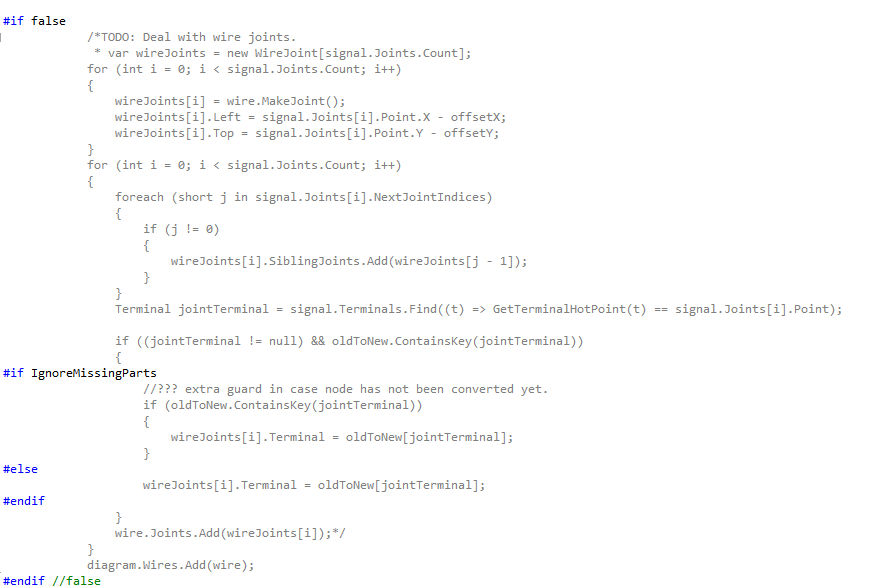 #if false
            /*TODO: Deal with wire joints.
             * var wireJoints = new WireJoint[signal.Joints.Count];
            for (int i = 0; i < signal.Joints.Count; i++)
            {
                wireJoints[i] = wire.MakeJoint();
                wireJoints[i].Left = signal.Joints[i].Point.X - offsetX;
                wireJoints[i].Top = signal.Joints[i].Point.Y - offsetY;
            }
            for (int i = 0; i < signal.Joints.Count; i++)
            {
                foreach (short j in signal.Joints[i].NextJointIndices)
                {
                    if (j != 0)
                    {
                        wireJoints[i].SiblingJoints.Add(wireJoints[j - 1]);
                    }
                }
                Terminal jointTerminal = signal.Terminals.Find((t) => GetTerminalHotPoint(t) == signal.Joints[i].Point);

                if ((jointTerminal != null) && oldToNew.ContainsKey(jointTerminal))
                {
#if IgnoreMissingParts
                    //??? extra guard in case node has not been converted yet.
                    if (oldToNew.ContainsKey(jointTerminal))
                    {
                        wireJoints[i].Terminal = oldToNew[jointTerminal];
                    }
#else
                    wireJoints[i].Terminal = oldToNew[jointTerminal];
#endif
                }
                wire.Joints.Add(wireJoints[i]);*/
            }
            diagram.Wires.Add(wire);
#endif //false